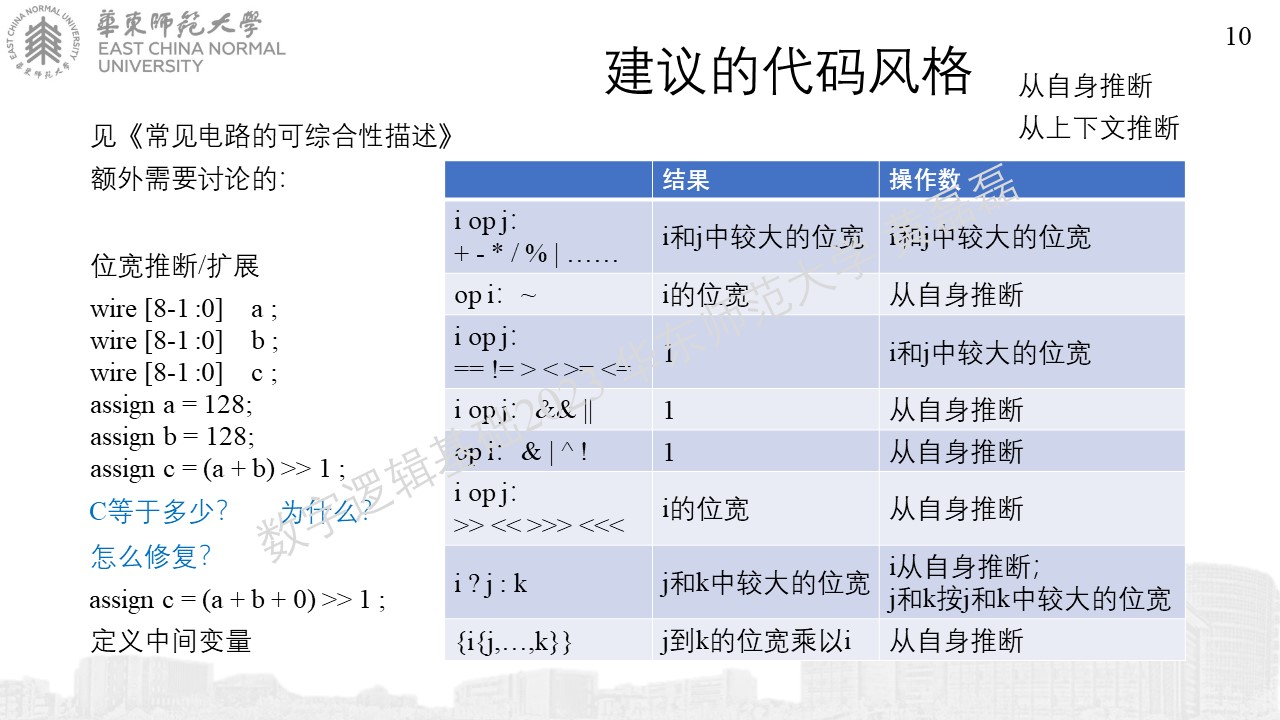 華東師範大學
EAST CHINA NORMAL
UNIVERSITY
EAST CHINA NORMAL UNIVERSITY
華東師範大學
10
建议的代码风格
从自身推断
从上下文推断
见《常见电路的可综合性描述》
额外需要讨论的：
位宽推断/扩展
wire [8-1 :0] a ;
wire [8-1 :0] b ;
wire [8-1 :0] c ;
assign a = 128;
assign b = 128;
assign c = (a + b) >> 1 ;
C等于多少？ 为什么？
怎么修复？
assign c = (a + b + 0) >> 1 ;
定义中间变量
结果 操作数
i op j：
+ - * / % | ……
i和j中较大的位宽 i和j中较大的位宽
op i： ~ i的位宽 从自身推断
i op j：
== != > < >= <=
1 i和j中较大的位宽
i op j： && || 1 从自身推断
op i： & | ^ ! 1 从自身推断
i op j：
>> << >>> <<<
i的位宽 从自身推断
i ? j : k j和k中较大的位宽
i从自身推断；
j和k按j和k中较大的位宽
{i{j,…,k}} j到k的位宽乘以i 从自身推断
数字逻辑基础2023 华东师范大学